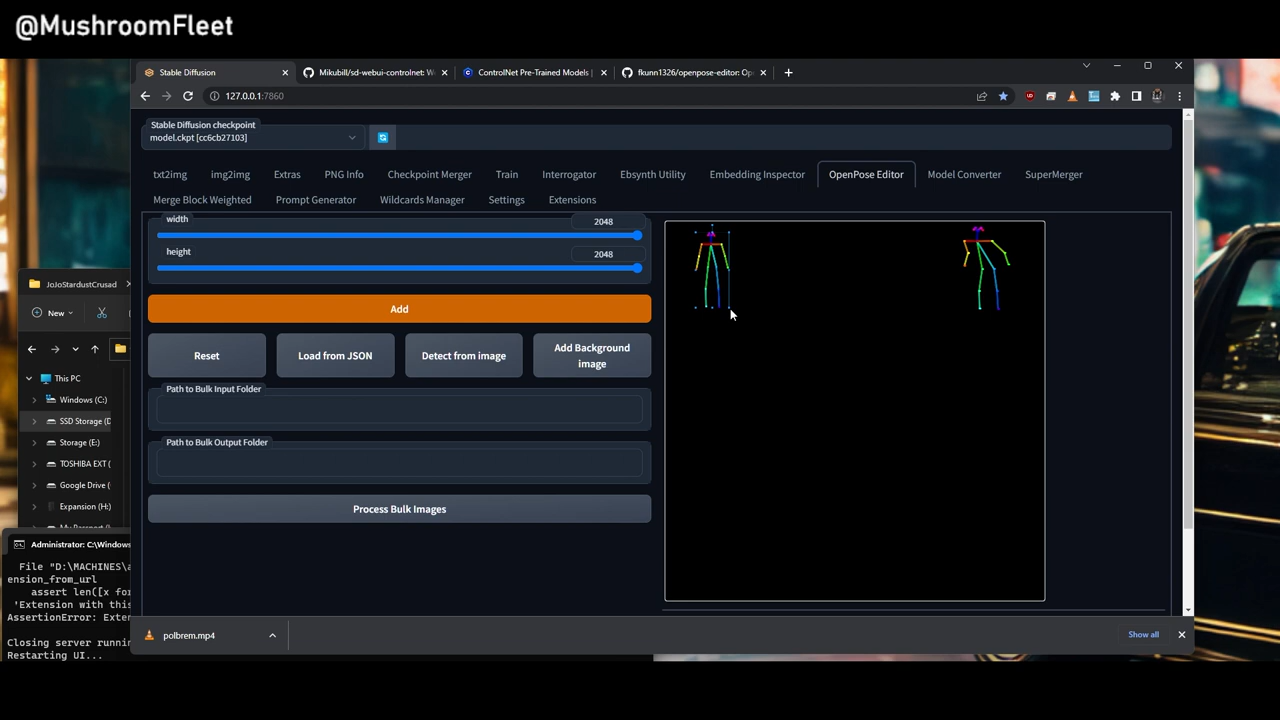 @MushroomFleet
Stable Diffusion
Mikubill/sd-webui-controlnet: W
ControlNet Pre-Trained Models |
fkunn1326/openpose-editor: Op
127.0.0.1:7860
Stable Diffusion checkpoint
model.ckpt [cc6cb27103]
txt2img
img2img
Extras
PNG Info
Checkpoint Merger
Train
Interrogator
Ebsynth Utility
Embedding Inspector
OpenPose Editor
Model Converter
SuperMerger
Merge Block Weighted
Prompt Generator
Wildcards Manager
Settings
Extensions
width
2048
height
2048
Add
Reset
Load from JSON
Detect from image
Add Background
image
Path to Bulk Input Folder
Path to Bulk Output Folder
Process Bulk Images
JoJoStardustCrusad
New
This PC
Windows (C:)
SSD Storage (D
Storage (E:)
TOSHIBA EXT (
Google Drive (
Expansion (H:)
My Passport (
Administrator: C:\Windows
File "D:\MACHINES\a
ension_from_url
assert len([x for
'Extension with this
AssertionError: Exten
Closing server runnin
Restarting UI...
polbrem.mp4
Show all